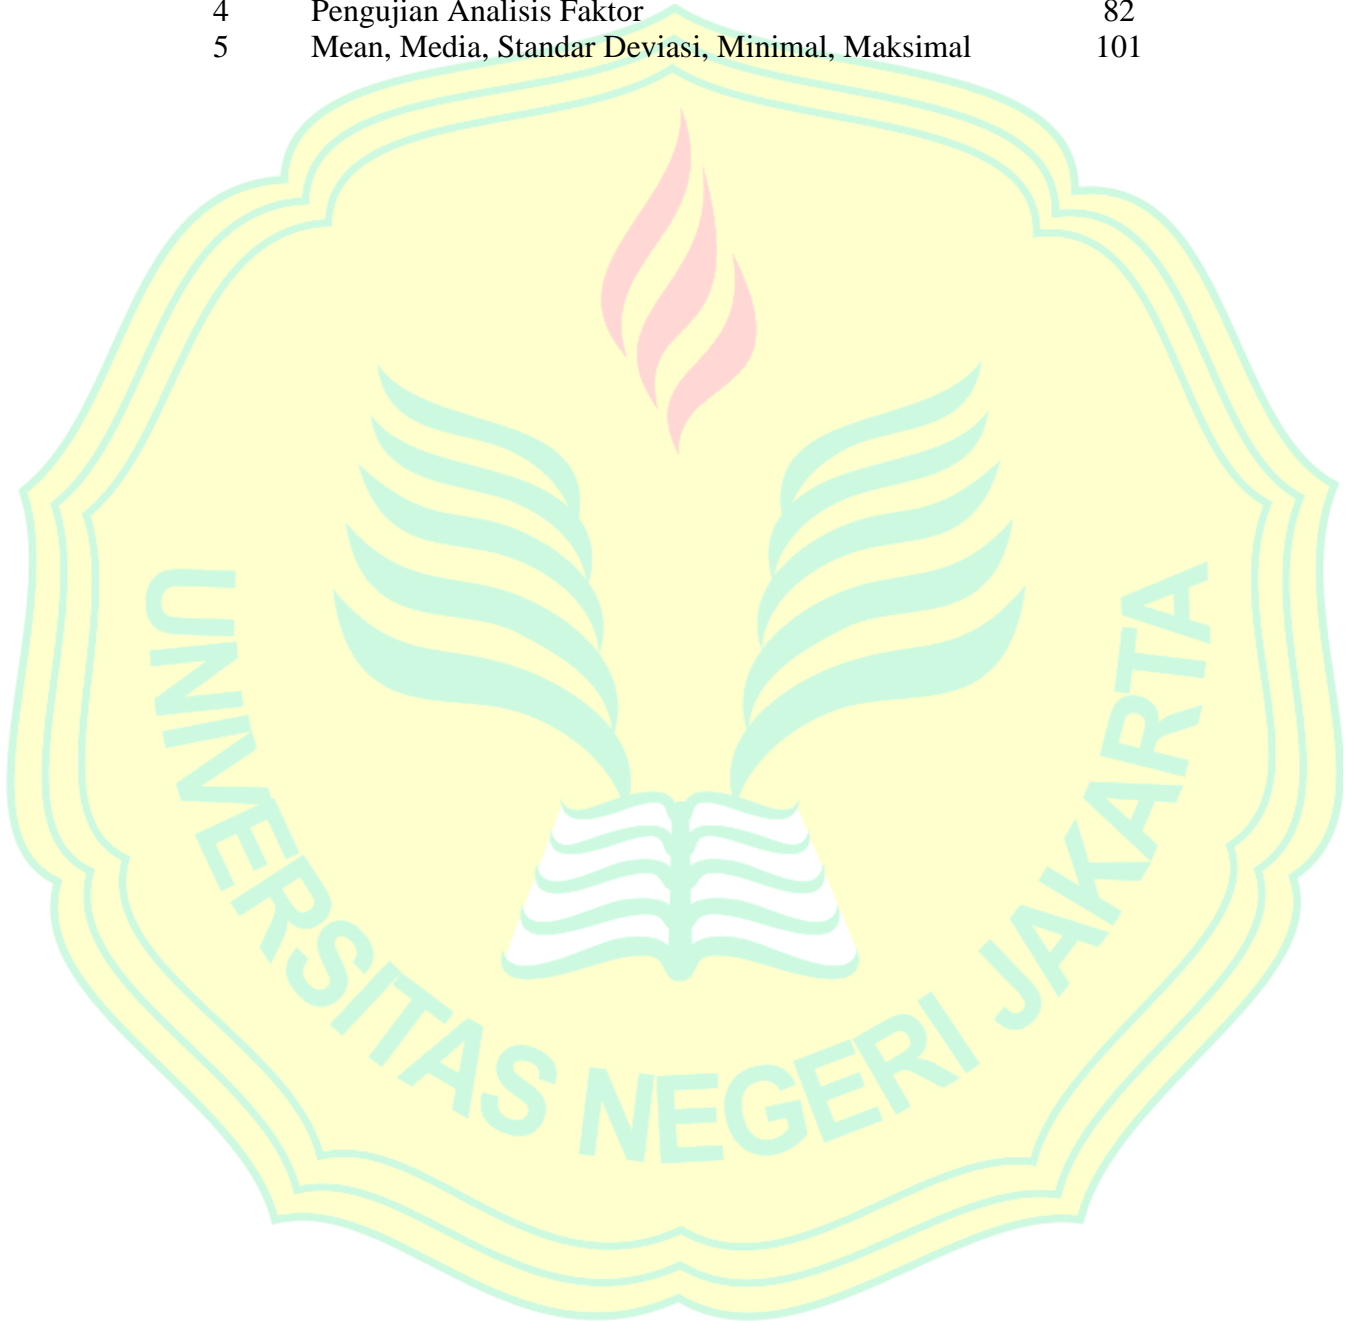 4 Pengujian Analisis Faktor 82
5 Mean, Media, Standar Deviasi, Minimal, Maksimal 101
UNIVERSITAS NEGERI JAKARTA